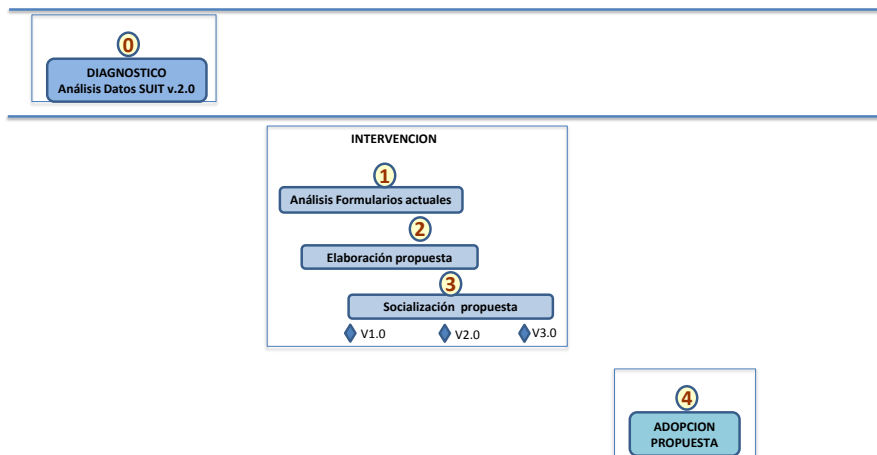 0
DIAGNOSTICO
Análisis Datos SUIT v.2.0
INTERVENCION
1
Análisis Formularios actuales
2
Elaboración propuesta
3
Socialización propuesta
V1.0 V2.0 V3.0
4
ADOPCION
PROPUESTA